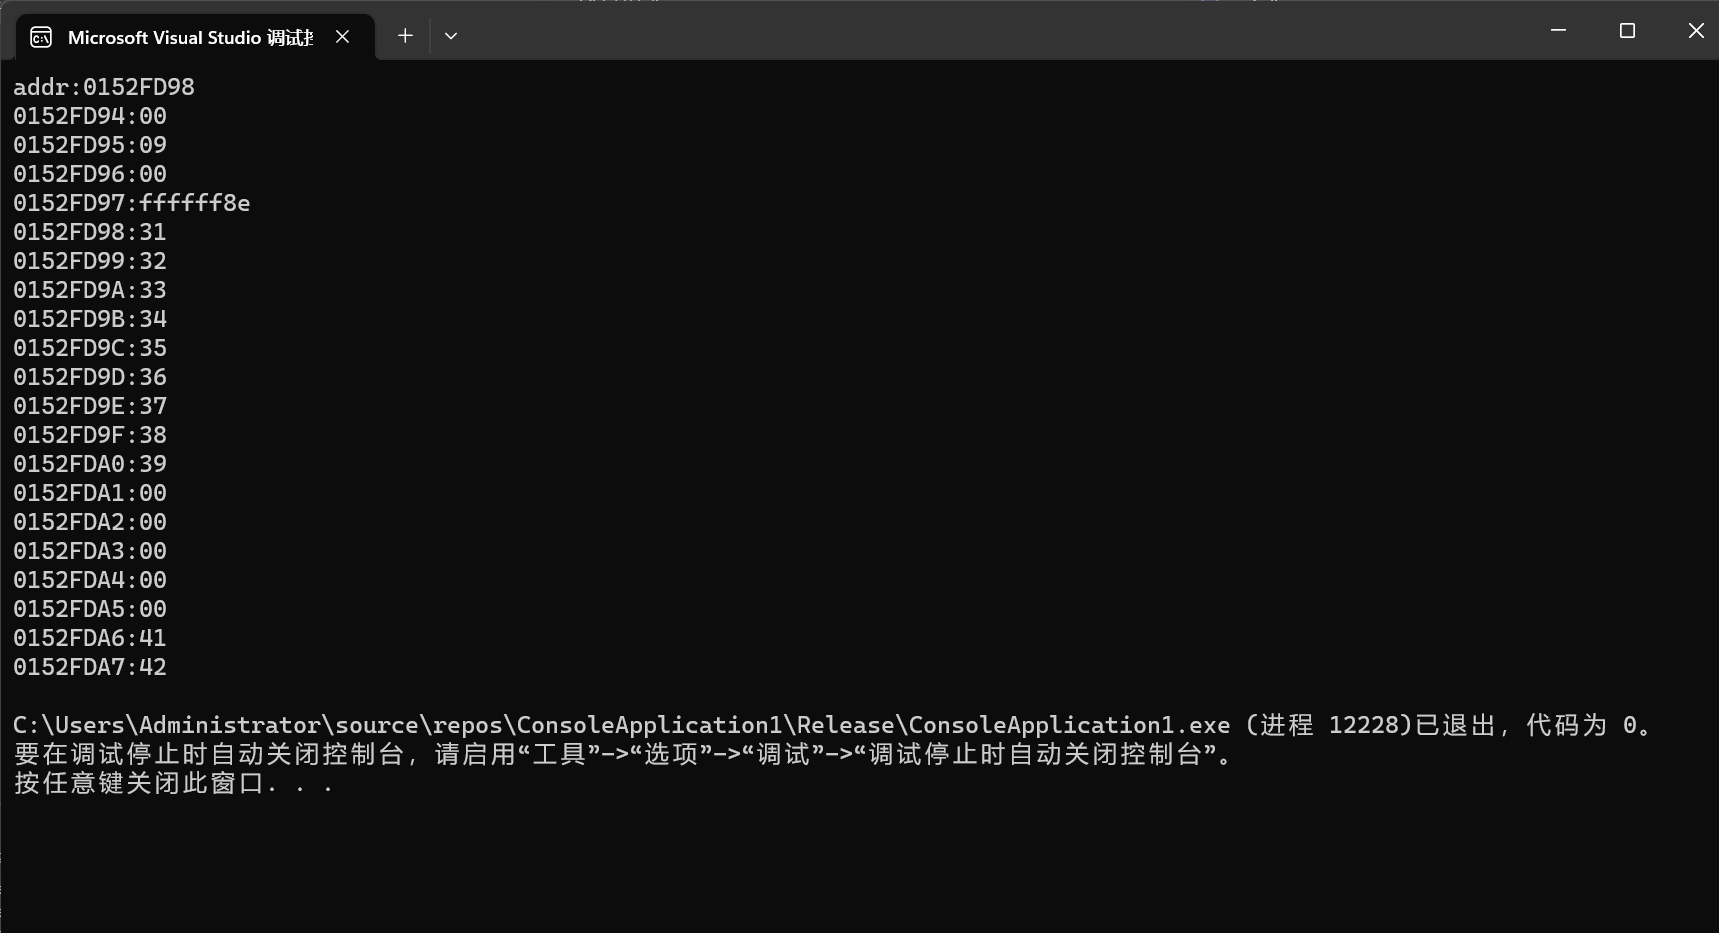 Microsoft Visual Studio 调试
addr:0152FD98
0152FD94:00
0152FD95:09
0152FD96:00
0152FD97:ffffff8e
0152FD98:31
0152FD99:32
0152FD9A:33
0152FD9B:34
0152FD9C:35
0152FD9D:36
0152FD9E:37
0152FD9F:38
0152FDA0:39
0152FDA1:00
0152FDA2:00
0152FDA3:00
0152FDA4:00
0152FDA5:00
0152FDA6:41
0152FDA7:42
C:\Users\Administrator\source\repos\ConsoleApplication1\Release\ConsoleApplication1.exe (进程 12228)已退出，代码为 0。
要在调试停止时自动关闭控制台，请启用“工具”->“选项”->“调试”->“调试停止时自动关闭控制台”。
按任意键关闭此窗口. . .